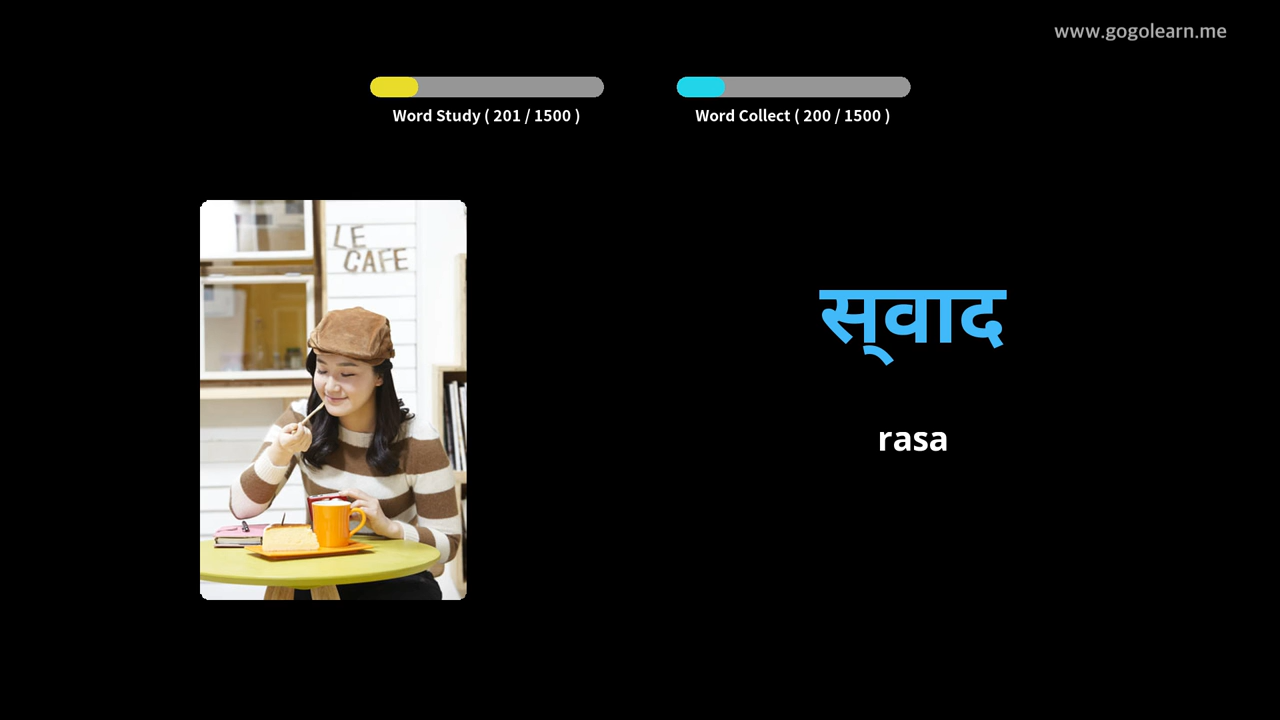 www.gogolearn.me
Word Study ( 201 / 1500 )
Word Collect ( 200 / 1500 )
LE
CAFE
स्‌वाद
rasa